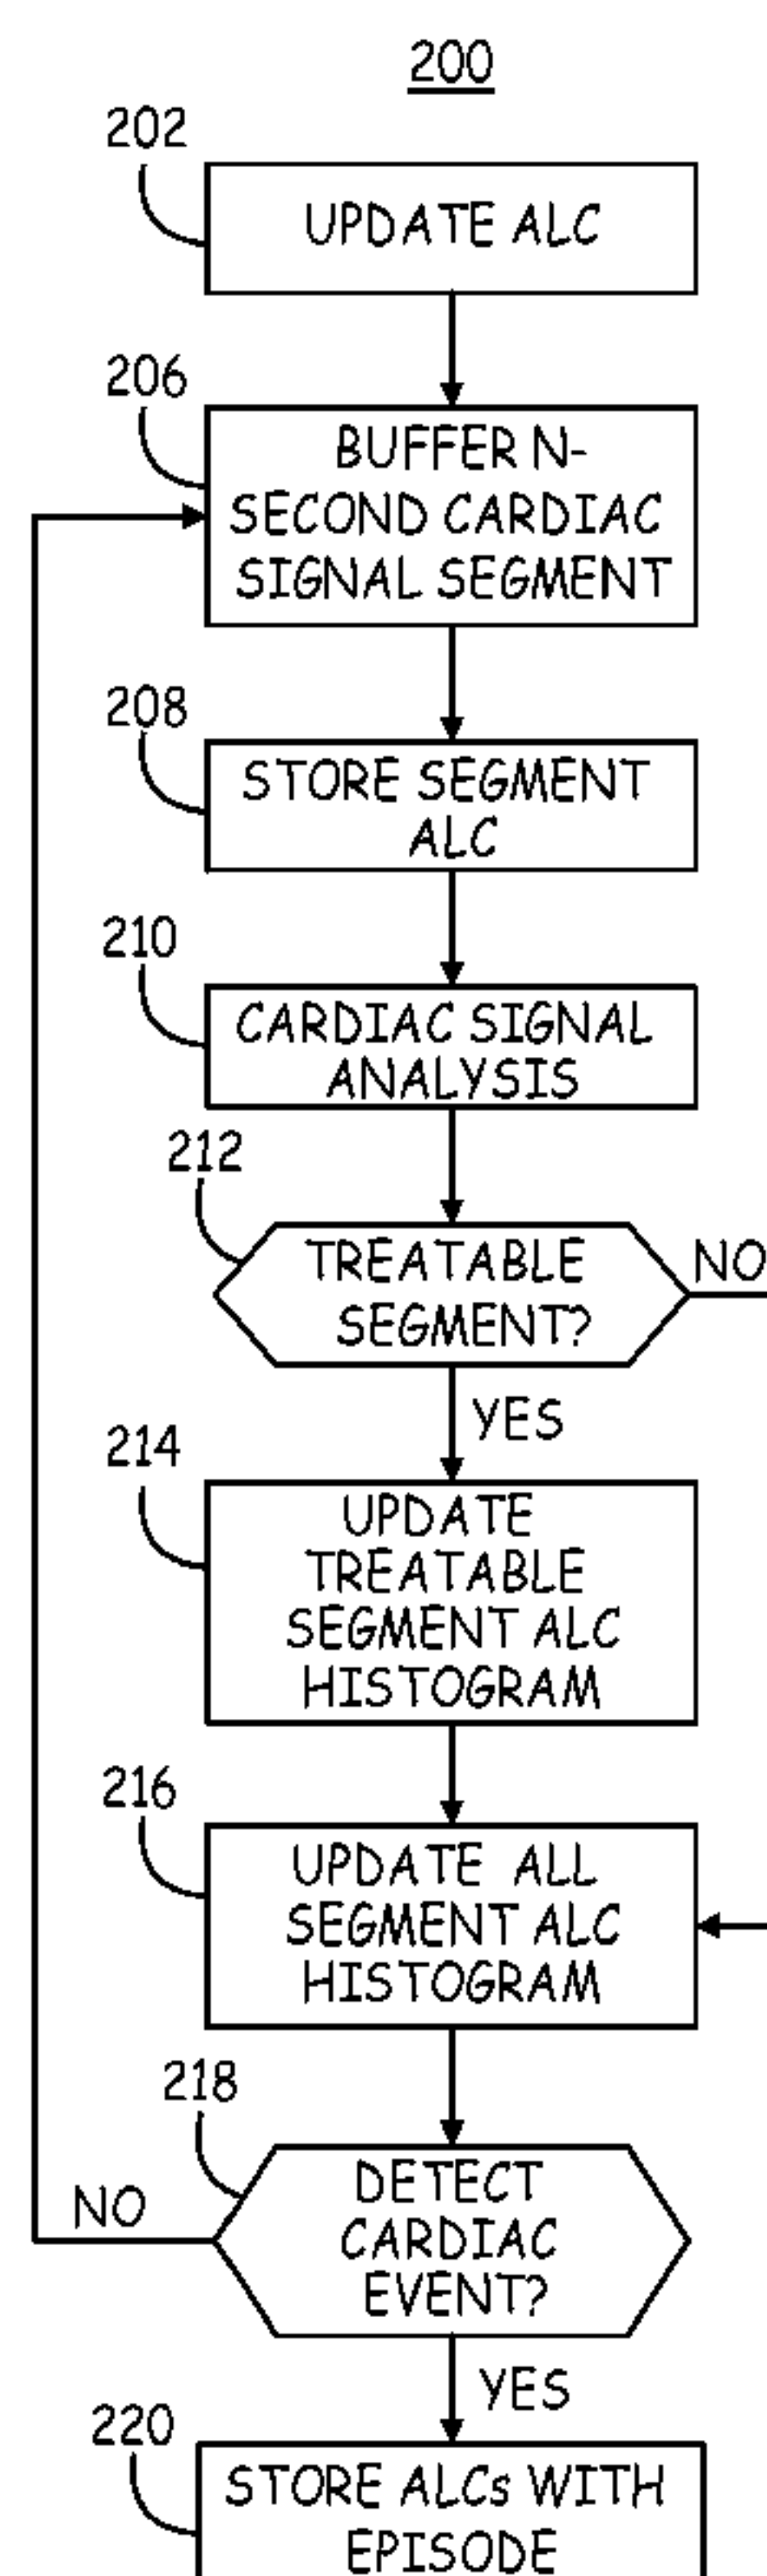 200
202
UPDATE ALC
206
BUFFER N-
SECOND CARDIAC
SIGNAL SEGMENT
208
STORE SEGMENT
ALC
210
CARDIAC SIGNAL
ANALYSIS
212
TREATABLE
SEGMENT?
NO
YES
214
UPDATE
TREATABLE
SEGMENT ALC
HISTOGRAM
216
UPDATE ALL
SEGMENT ALC
HISTOGRAM
218
DETECT
CARDIAC
EVENT?
NO
YES
220
STORE ALCs WITH
EPISODE